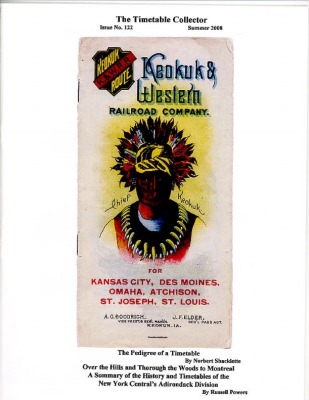 The Timetable Collector
Issue No. 122 Summer 2008
KEOKUK
ROUTE.
Keokuk &
Western
RAILROAD COMPANY.
Chief Keokuk
FOR
KANSAS CITY, DES MOINES,
OMAHA, ATCHISON,
ST. JOSEPH, ST. LOUIS.
A.C. GOODRICH, J.F. ELDER,
KEOKUK, IA.
The Pedigree of a Timetable
By Norbert Shacklette
Over the Hills and Thorough the Woods to Montreal
A Summary of the History and Timetables of the
New York Central's Adirondack Division
By Russell Powers